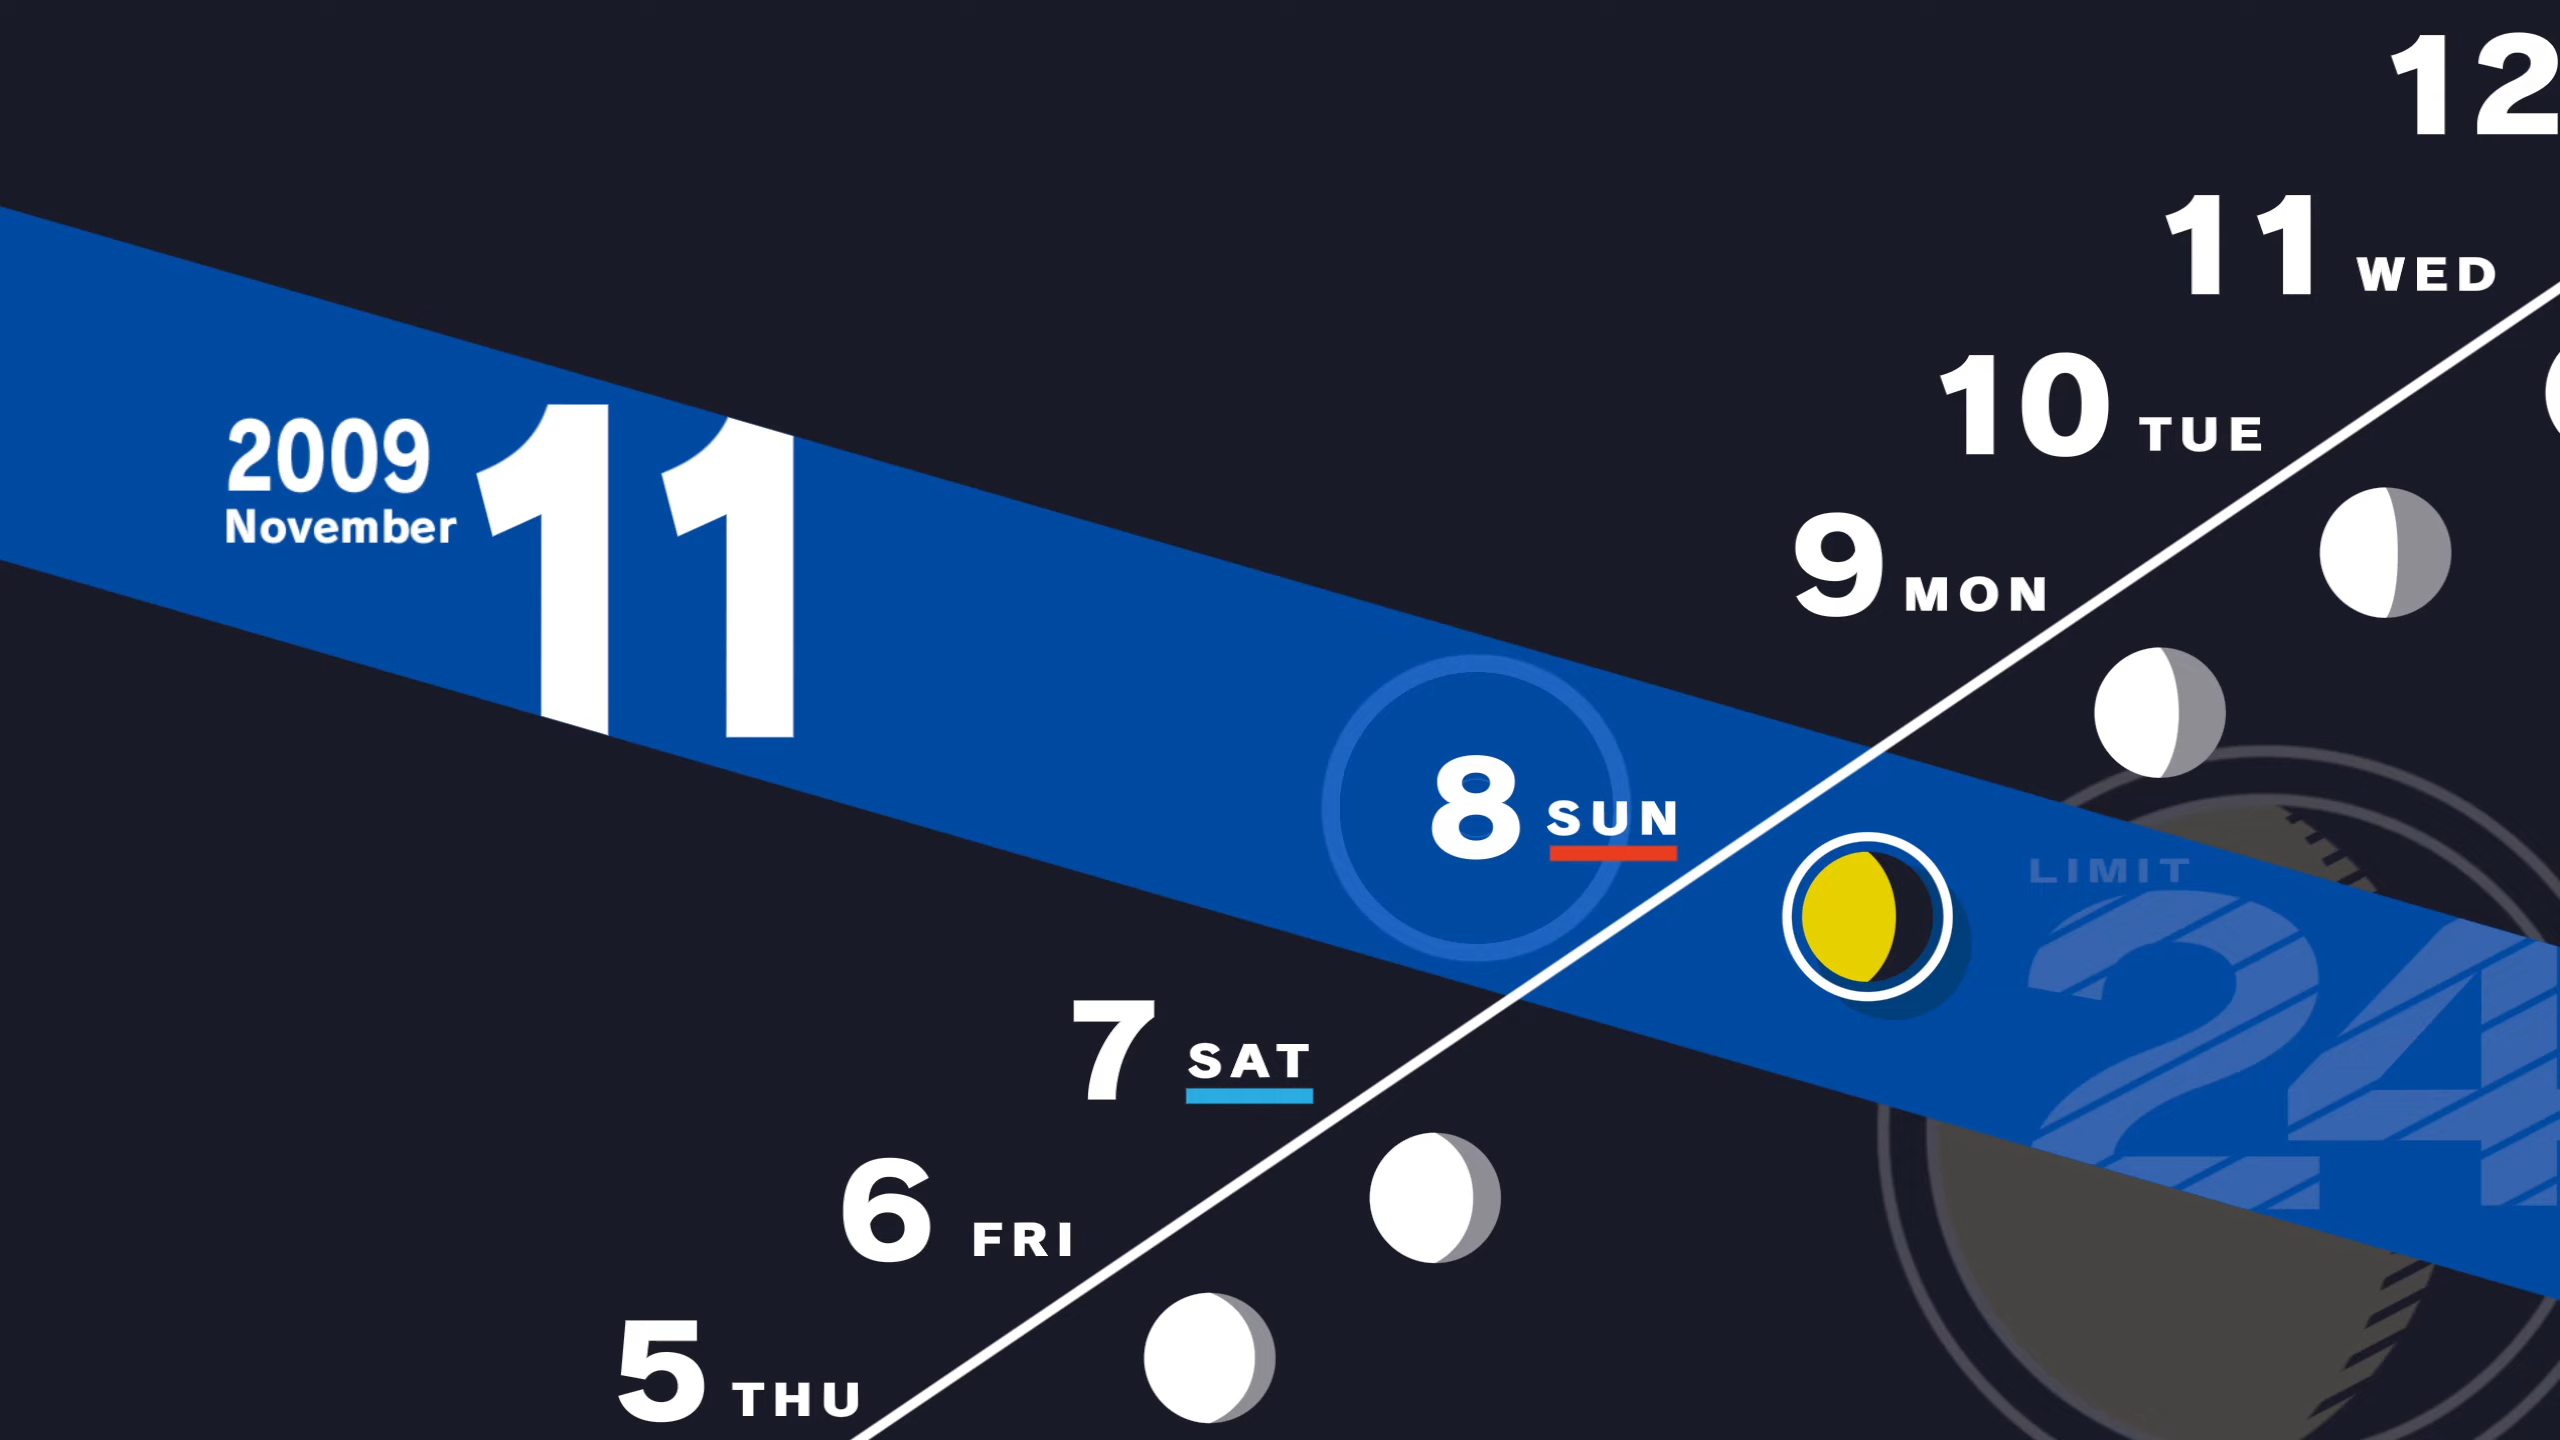 2009
November
11
12
11 WED
10 TUE
9 MON
8 SUN
7 SAT
6 FRI
5 THU
LIMIT
24